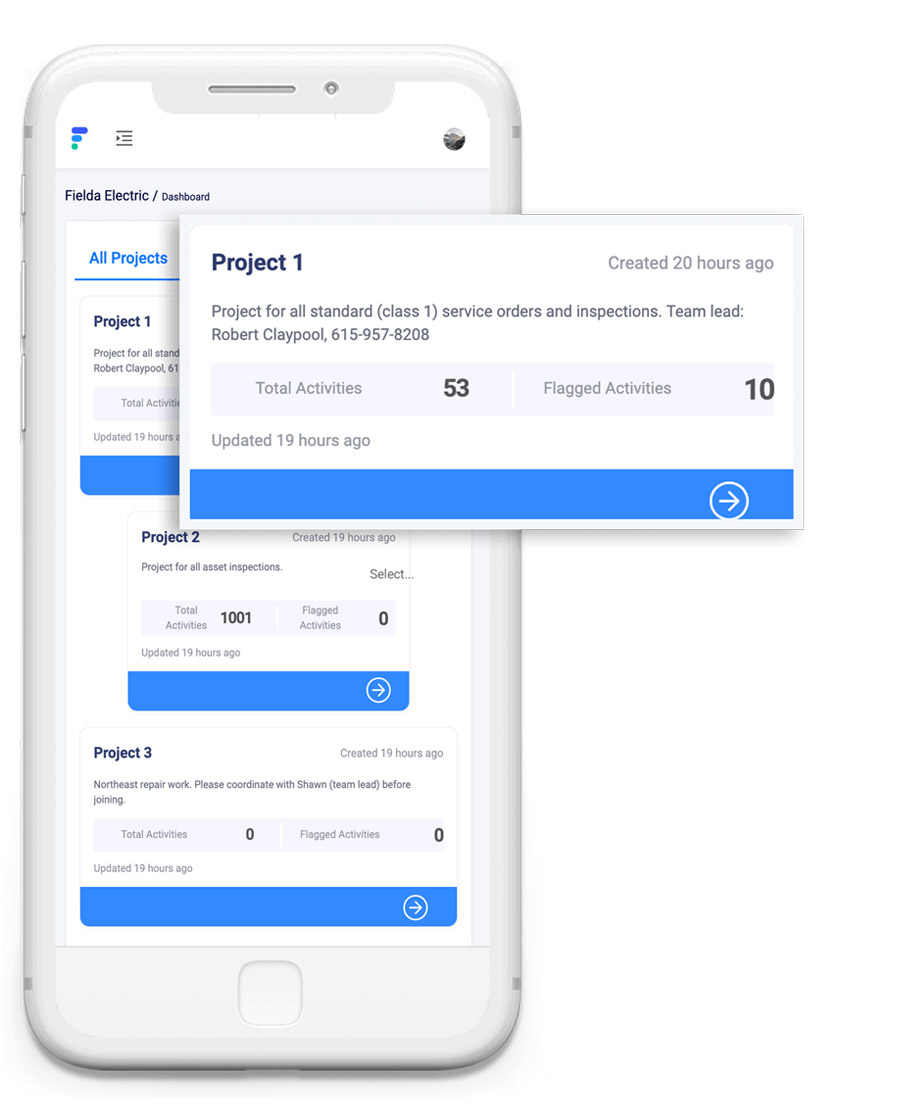 Fielda Electric / Dashboard
All Projects
Project 1
Created 20 hours ago
Project for all standard (class 1) service orders and inspections. Team lead:
Robert Claypool, 615-957-8208
Total Activities 53 Flagged Activities 10
Updated 19 hours ago
Project 1
Project for all stand
Robert Claypool, 61
Total Activitie
Updated 19 hours a
Project 2
Created 19 hours ago
Project for all asset inspections.
Select...
Total
Activities
1001
Flagged
Activities
0
Updated 19 hours ago
Project 3
Created 19 hours ago
Northeast repair work. Please coordinate with Shawn (team lead) before
joining.
Total Activities 0 Flagged Activities 0
Updated 19 hours ago